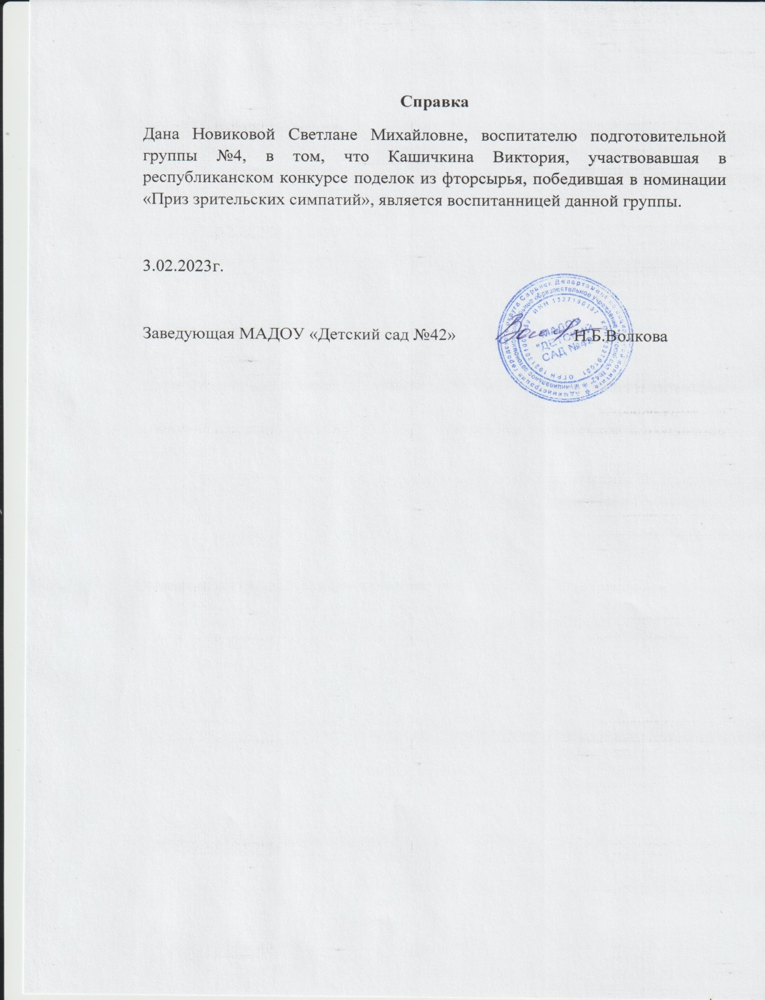 Справка
Дана Новиковой Светлане Михайловне, воспитателю подготовительной
группы №4, в том, что Кашичкина Виктория, участвовавшая в
республиканском конкурсе поделок из фторсырья, победившая в номинации
«Приз зрительских симпатий», является воспитанницей данной группы.
3.02.2023г.
Заведующая МАДОУ «Детский сад №42» Н.Б.Волкова
МАДОУ
"ДЕТСКИЙ
САД №42"